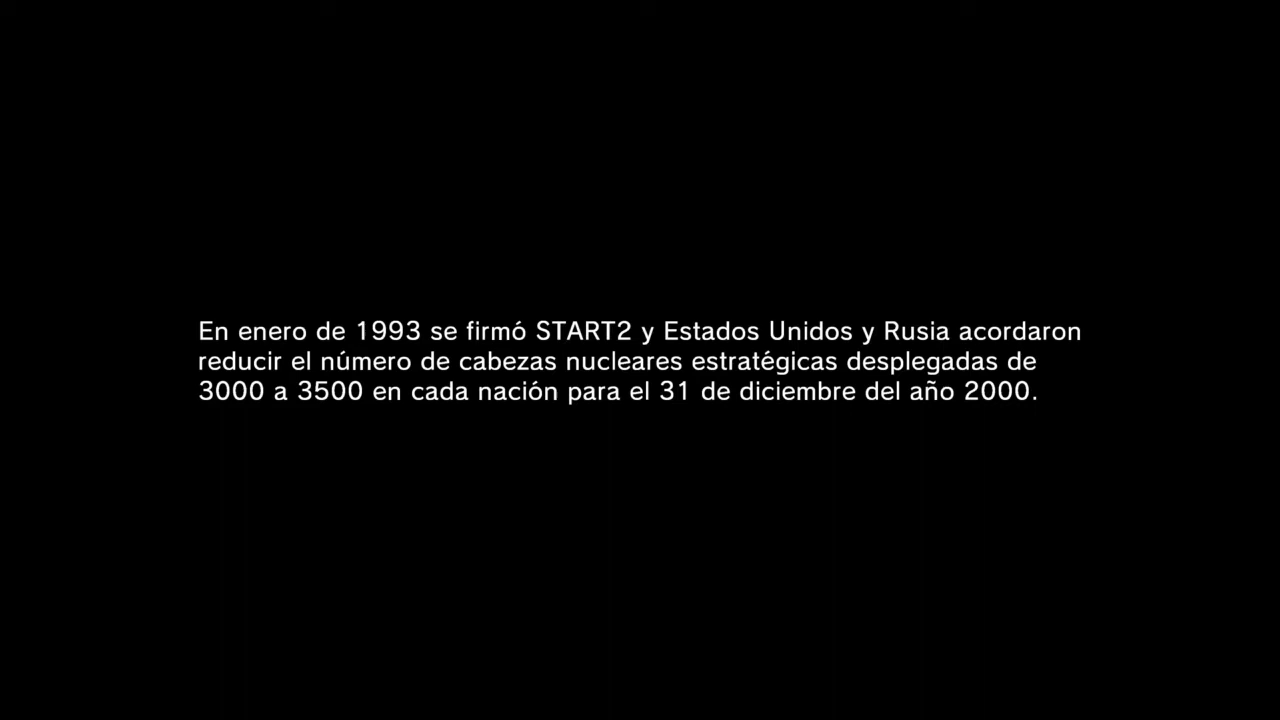 En enero de 1993 se firmó START2 y Estados Unidos y Rusia acordaron
reducir el número de cabezas nucleares estratégicas desplegadas de
3000 a 3500 en cada nación para el 31 de diciembre del año 2000.